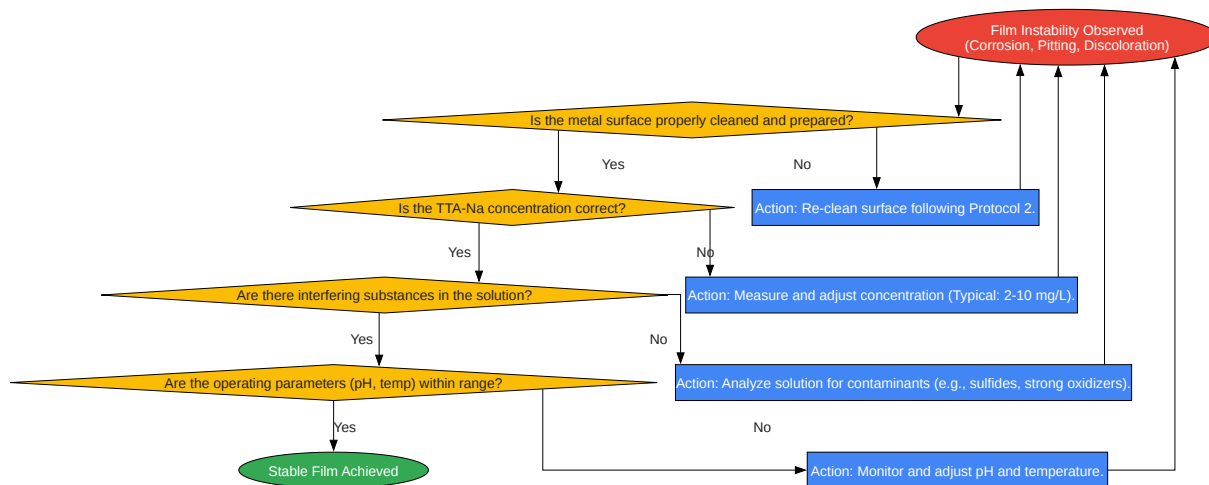 Film Instability Observed
(Corrosion, Pitting, Discoloration)
Is the metal surface properly cleaned and prepared?
Yes
No
Action: Re-clean surface following Protocol 2.
Is the TTA-Na concentration correct?
Yes
No
Action: Measure and adjust concentration (Typical: 2-10 mg/L).
Are there interfering substances in the solution?
Yes
No
Action: Analyze solution for contaminants (e.g., sulfides, strong oxidizers).
Are the operating parameters (pH, temp) within range?
Yes
No
Stable Film Achieved
Action: Monitor and adjust pH and temperature.